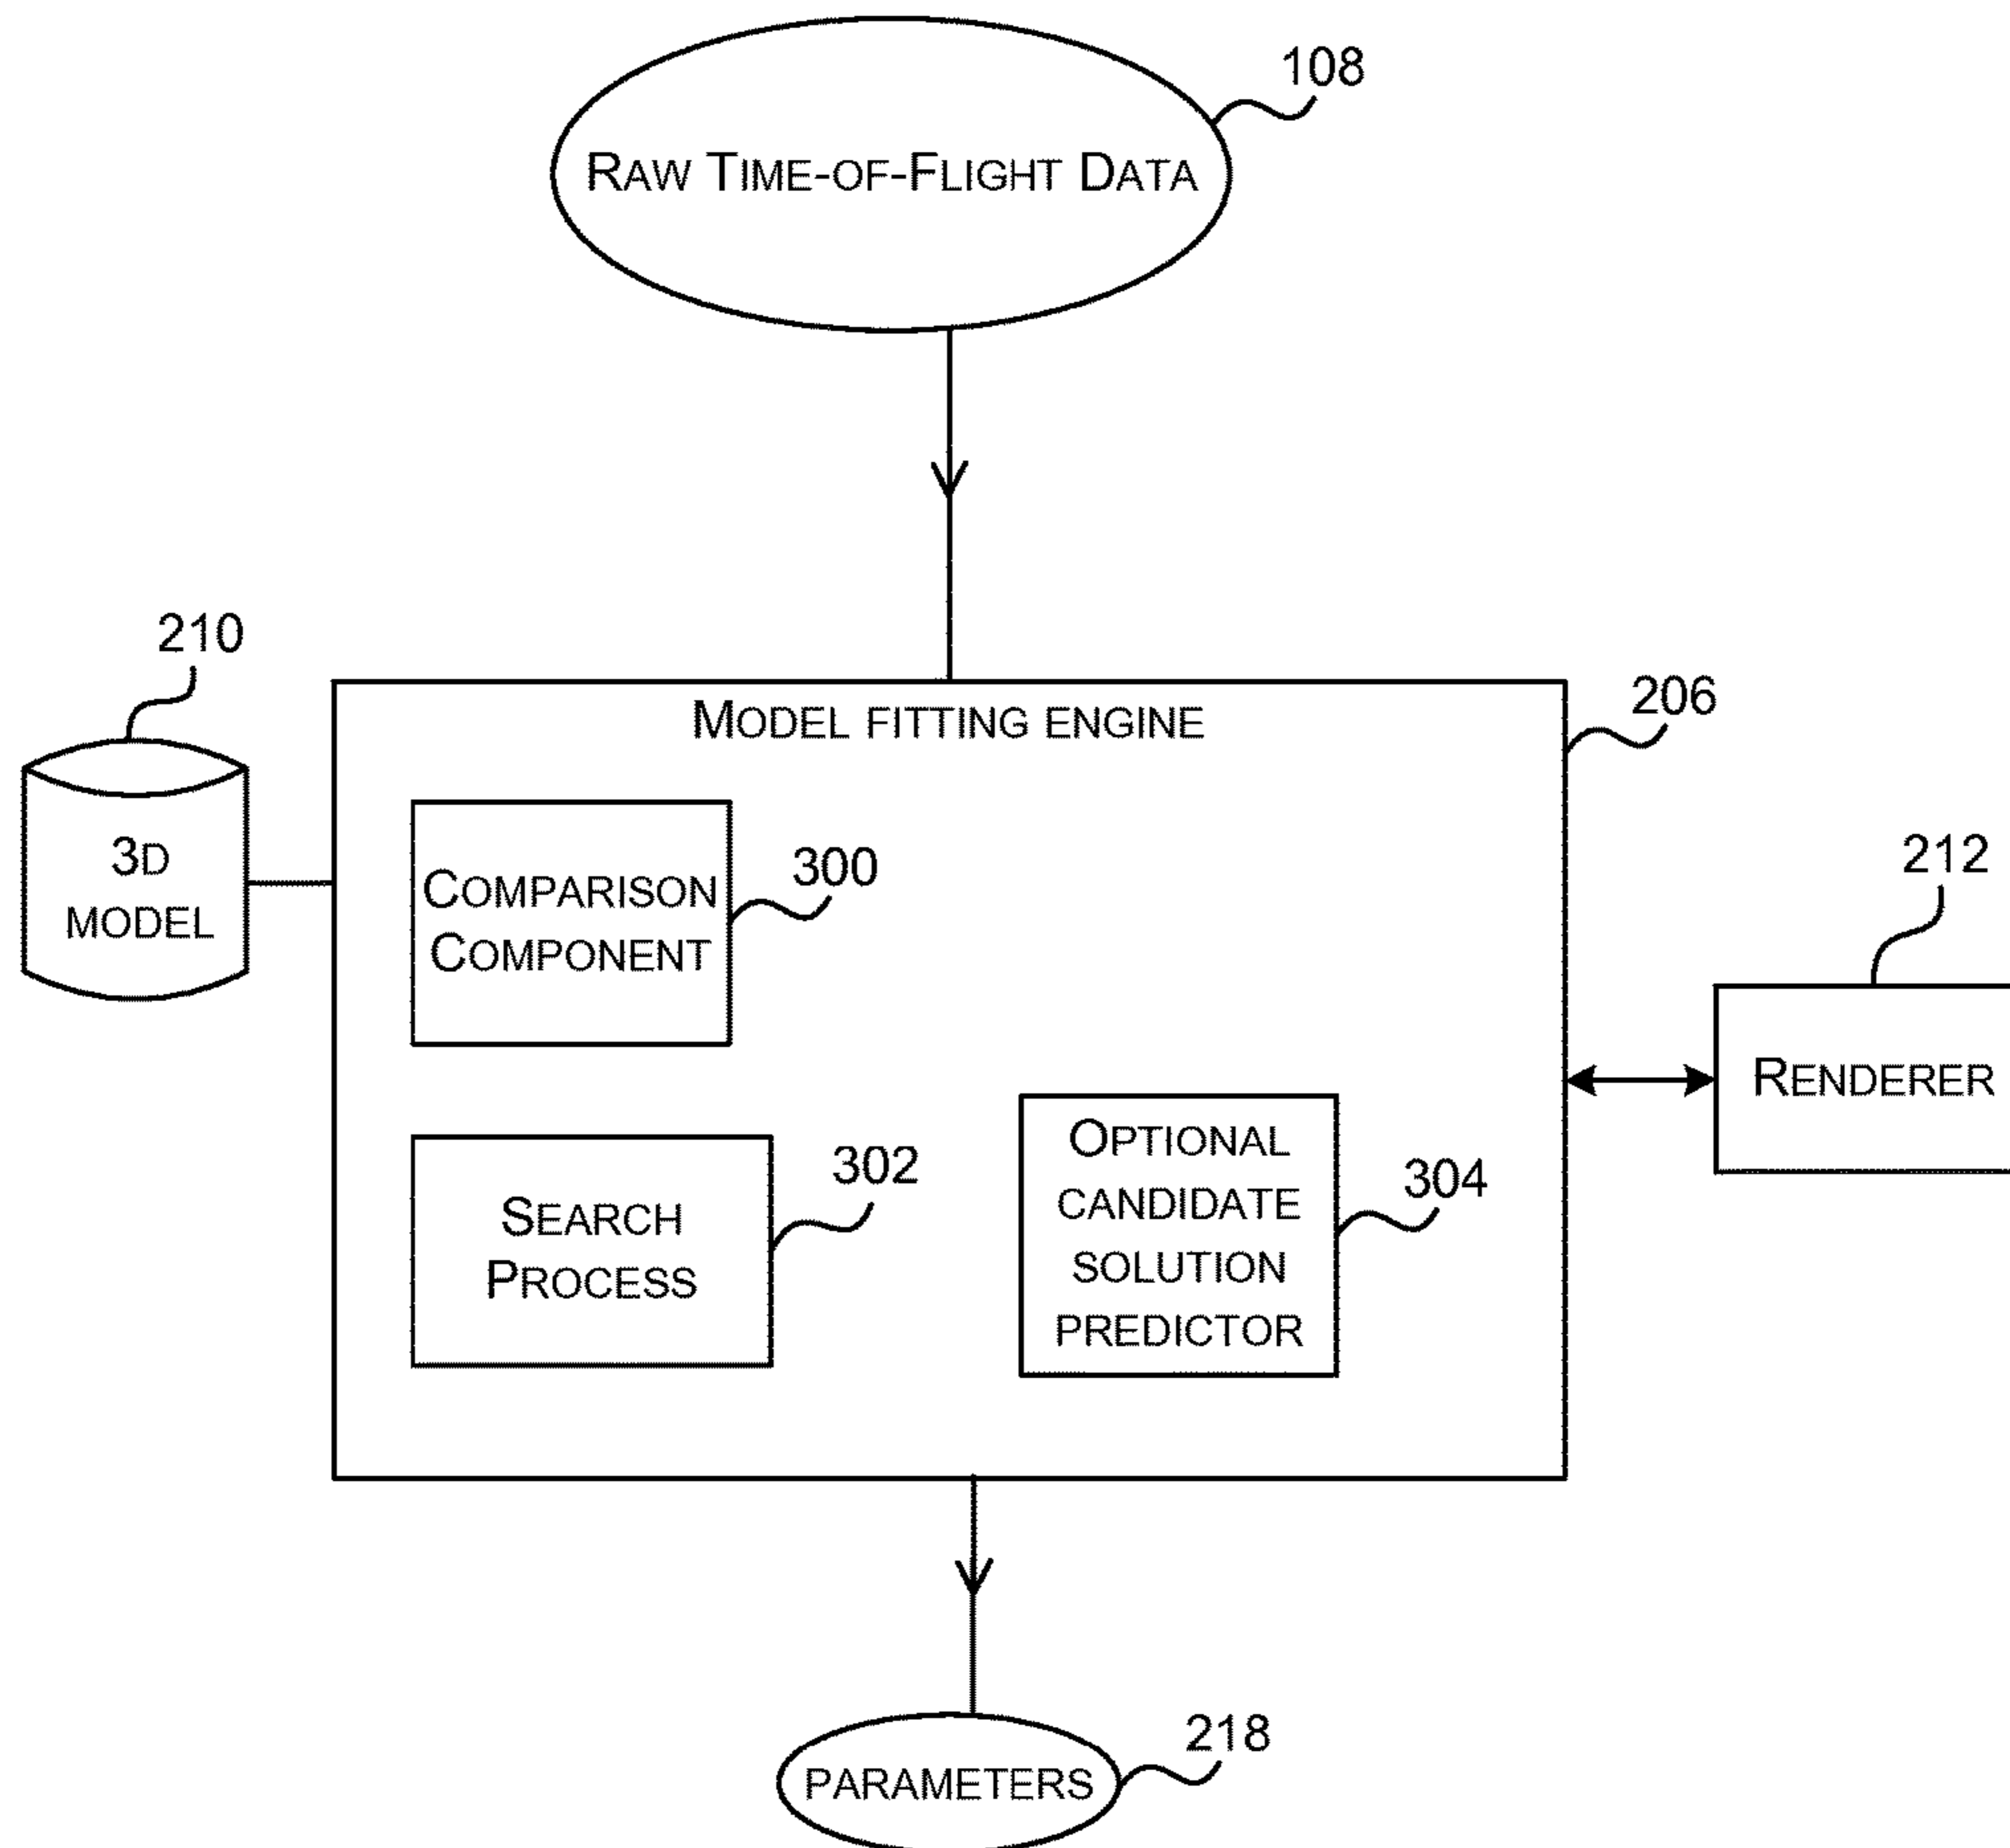 108
RAW TIME-OF-FLIGHT DATA
210
MODEL FITTING ENGINE
206
3D
MODEL
COMPARISON
COMPONENT
300
212
RENDERER
SEARCH
PROCESS
302
OPTIONAL
CANDIDATE
SOLUTION
PREDICTOR
304
PARAMETERS
218